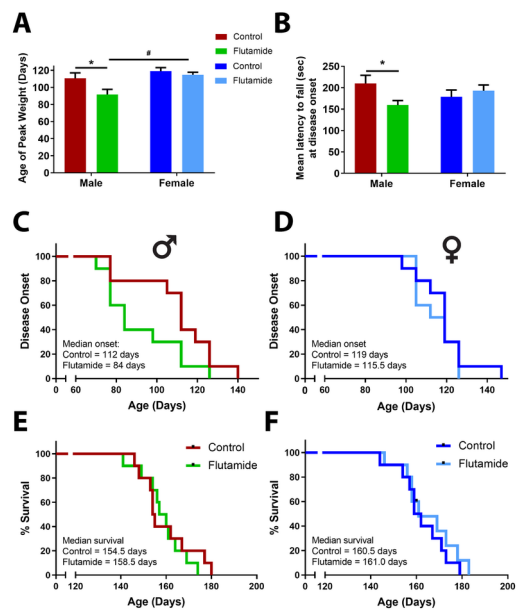 A
B
Control
Flutamide
Control
Flutamide
Age of Peak Weight (Days)
120
100
80
60
40
20
0
*
#
Male
Female
Mean latency to fall (sec)
at disease onset
250
200
150
100
50
0
*
Male
Female
C
♂
Disease Onset
100
80
60
40
20
0
Median onset:
Control = 112 days
Flutamide = 84 days
0 60 80 100 120 140
Age (Days)
D
♀
Disease Onset
100
80
60
40
20
0
Median onset
Control = 119 days
Flutamide = 115.5 days
0 60 80 100 120 140
Age (Days)
E
Control
Flutamide
% Survival
100
80
60
40
20
0
Median survival
Control = 154.5 days
Flutamide = 158.5 days
0 120 140 160 180 200
Age (Days)
F
Control
Flutamide
% Survival
100
80
60
40
20
0
Median survival
Control = 160.5 days
Flutamide = 161.0 days
0 120 140 160 180 200
Age (Days)